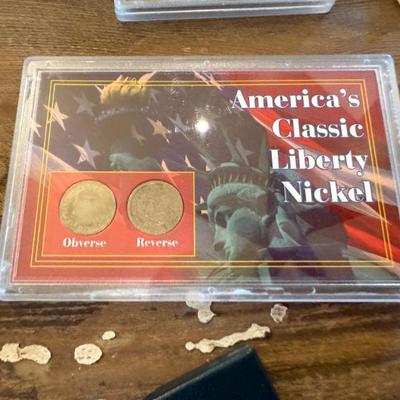 America's
Classic
Liberty
Nickel
Obverse
Reverse